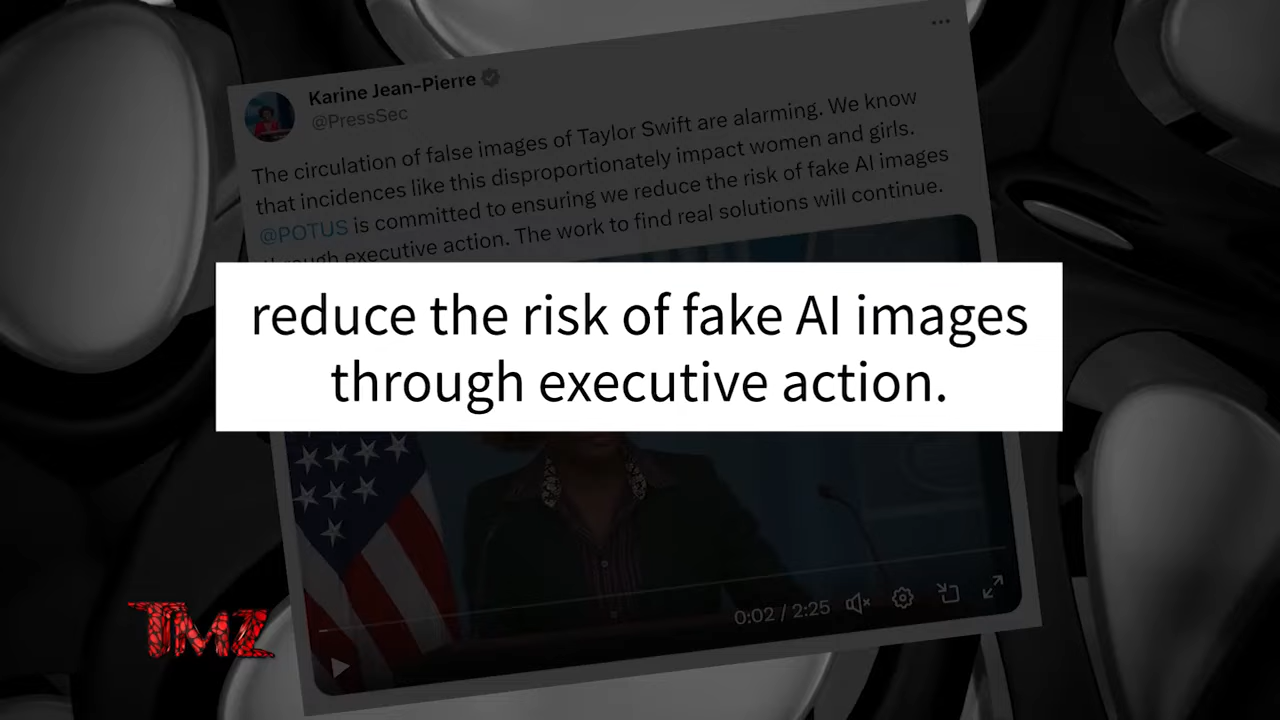 Karine Jean-Pierre
@PressSec
The circulation of false images of Taylor Swift are alarming. We know
that incidences like this disproportionately impact women and girls.
@POTUS is committed to ensuring we reduce the risk of fake AI images
through executive action. The work to find real solutions will continue.
reduce the risk of fake AI images
through executive action.
0:02 / 2:25
TMZ